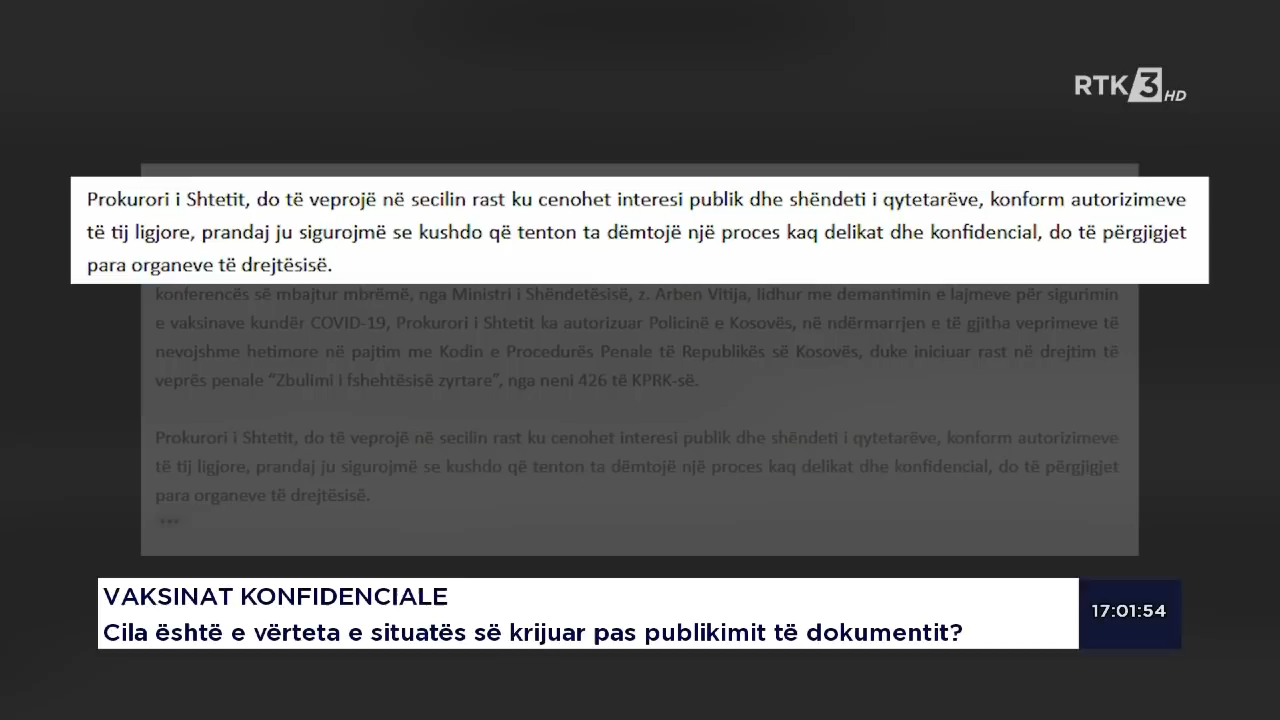 RTK 3 HD
Prokurori i Shtetit, do të veprojë në secilin rast ku cenohet interesi publik dhe shëndeti i qytetarëve, konform autorizimeve
të tij ligjore, prandaj ju sigurojmë se kushdo që tenton ta dëmtojë një proces kaq delikat dhe konfidencial, do të përgjigjet
para organeve të drejtësisë.
konferencës së mbajtur mbrëmë, nga Ministri i Shëndetësisë, z. Arben Vitija, lidhur me demantimin e lajmeve për sigurimin
e vaksinave kundër COVID-19, Prokurori i Shtetit ka autorizuar Policinë e Kosovës, në ndërmarrjen e të gjitha veprimeve të
nevojshme hetimore në pajtim me Kodin e Procedurës Penale të Republikës së Kosovës, duke iniciuar rast në drejtim të
veprës penale “Zbulimi i fshehtësisë zyrtare”, nga neni 426 të KPRK-së.
Prokurori i Shtetit, do të veprojë në secilin rast ku cenohet interesi publik dhe shëndeti i qytetarëve, konform autorizimeve
të tij ligjore, prandaj ju sigurojmë se kushdo që tenton ta dëmtojë një proces kaq delikat dhe konfidencial, do të përgjigjet
para organeve të drejtësisë.
...
VAKSINAT KONFIDENCIALE
Cila është e vërteta e situatës së krijuar pas publikimit të dokumentit?
17:01:54